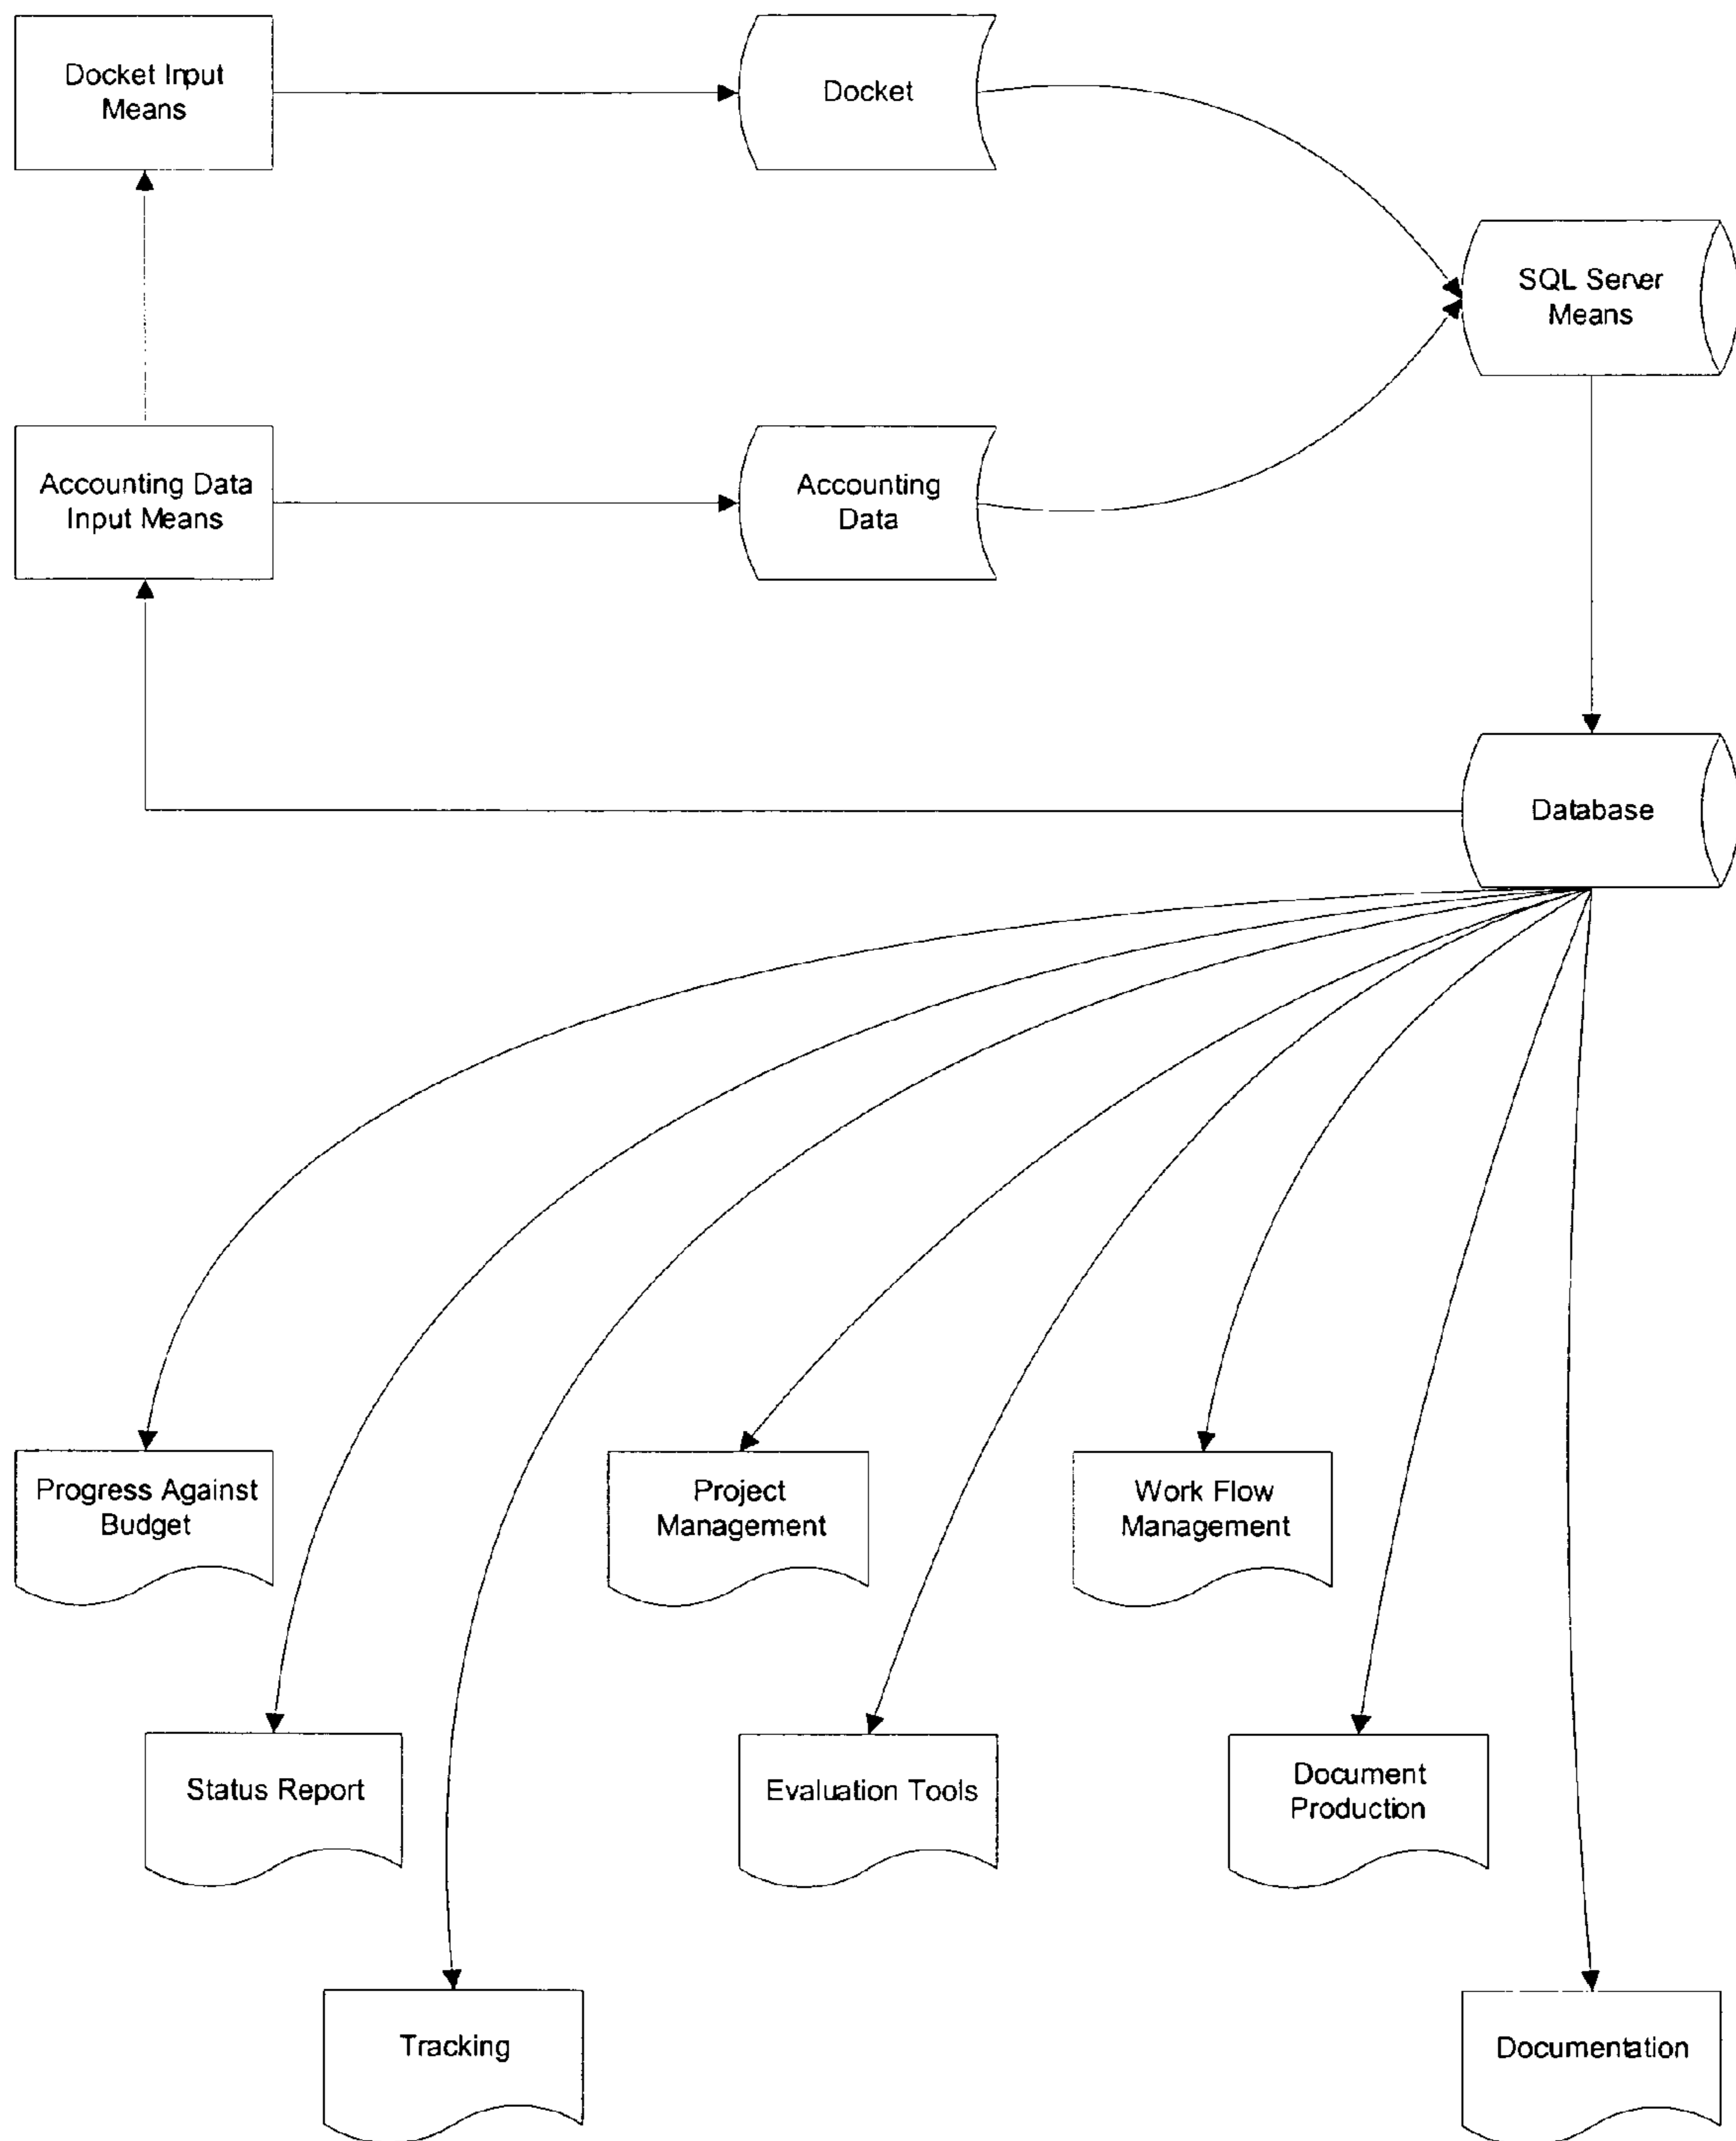 Docket Input
Means
Docket
SQL Server
Means
Accounting Data
Input Means
Accounting
Data
Database
Progress Against
Budget
Project
Management
Work Flow
Management
Status Report
Evaluation Tools
Document
Production
Tracking
Documentation